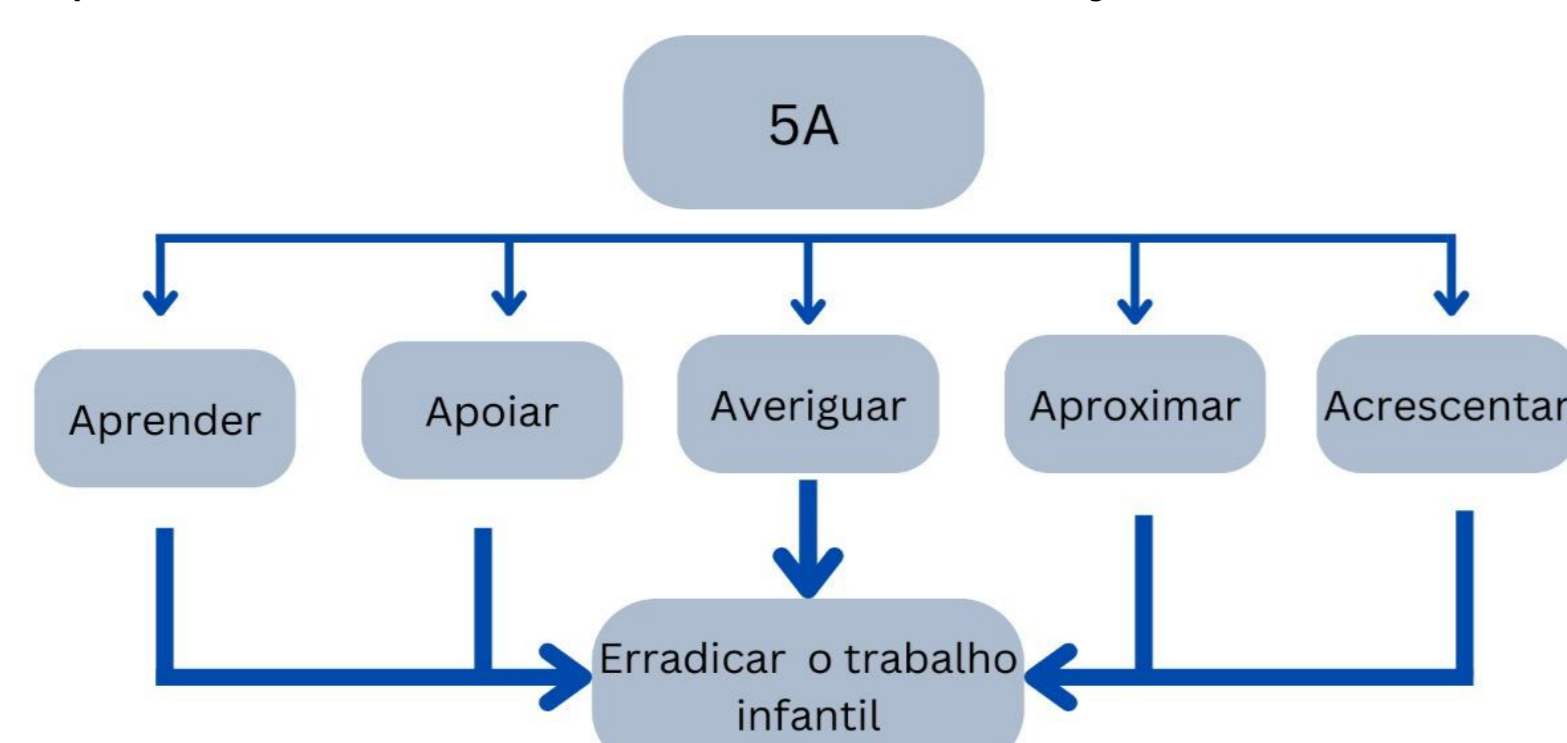 5A
Aprender
Apoiar
Averiguar
Aproximar
Acrescentar
Erradicar o trabalho
infantil